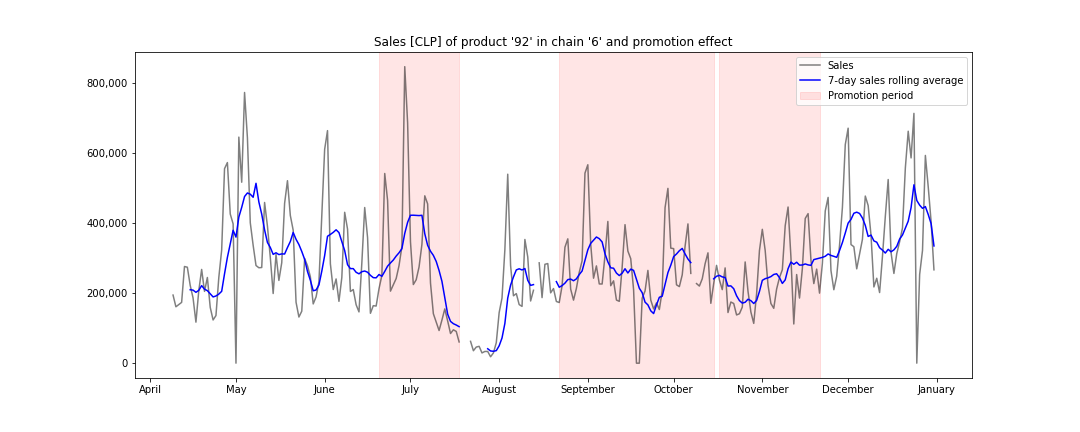 Sales [CLP] of product '92' in chain '6' and promotion effect
Sales
7-day sales rolling average
Promotion period
800,000
600,000
400,000
200,000
0
April May June July August September October November December January